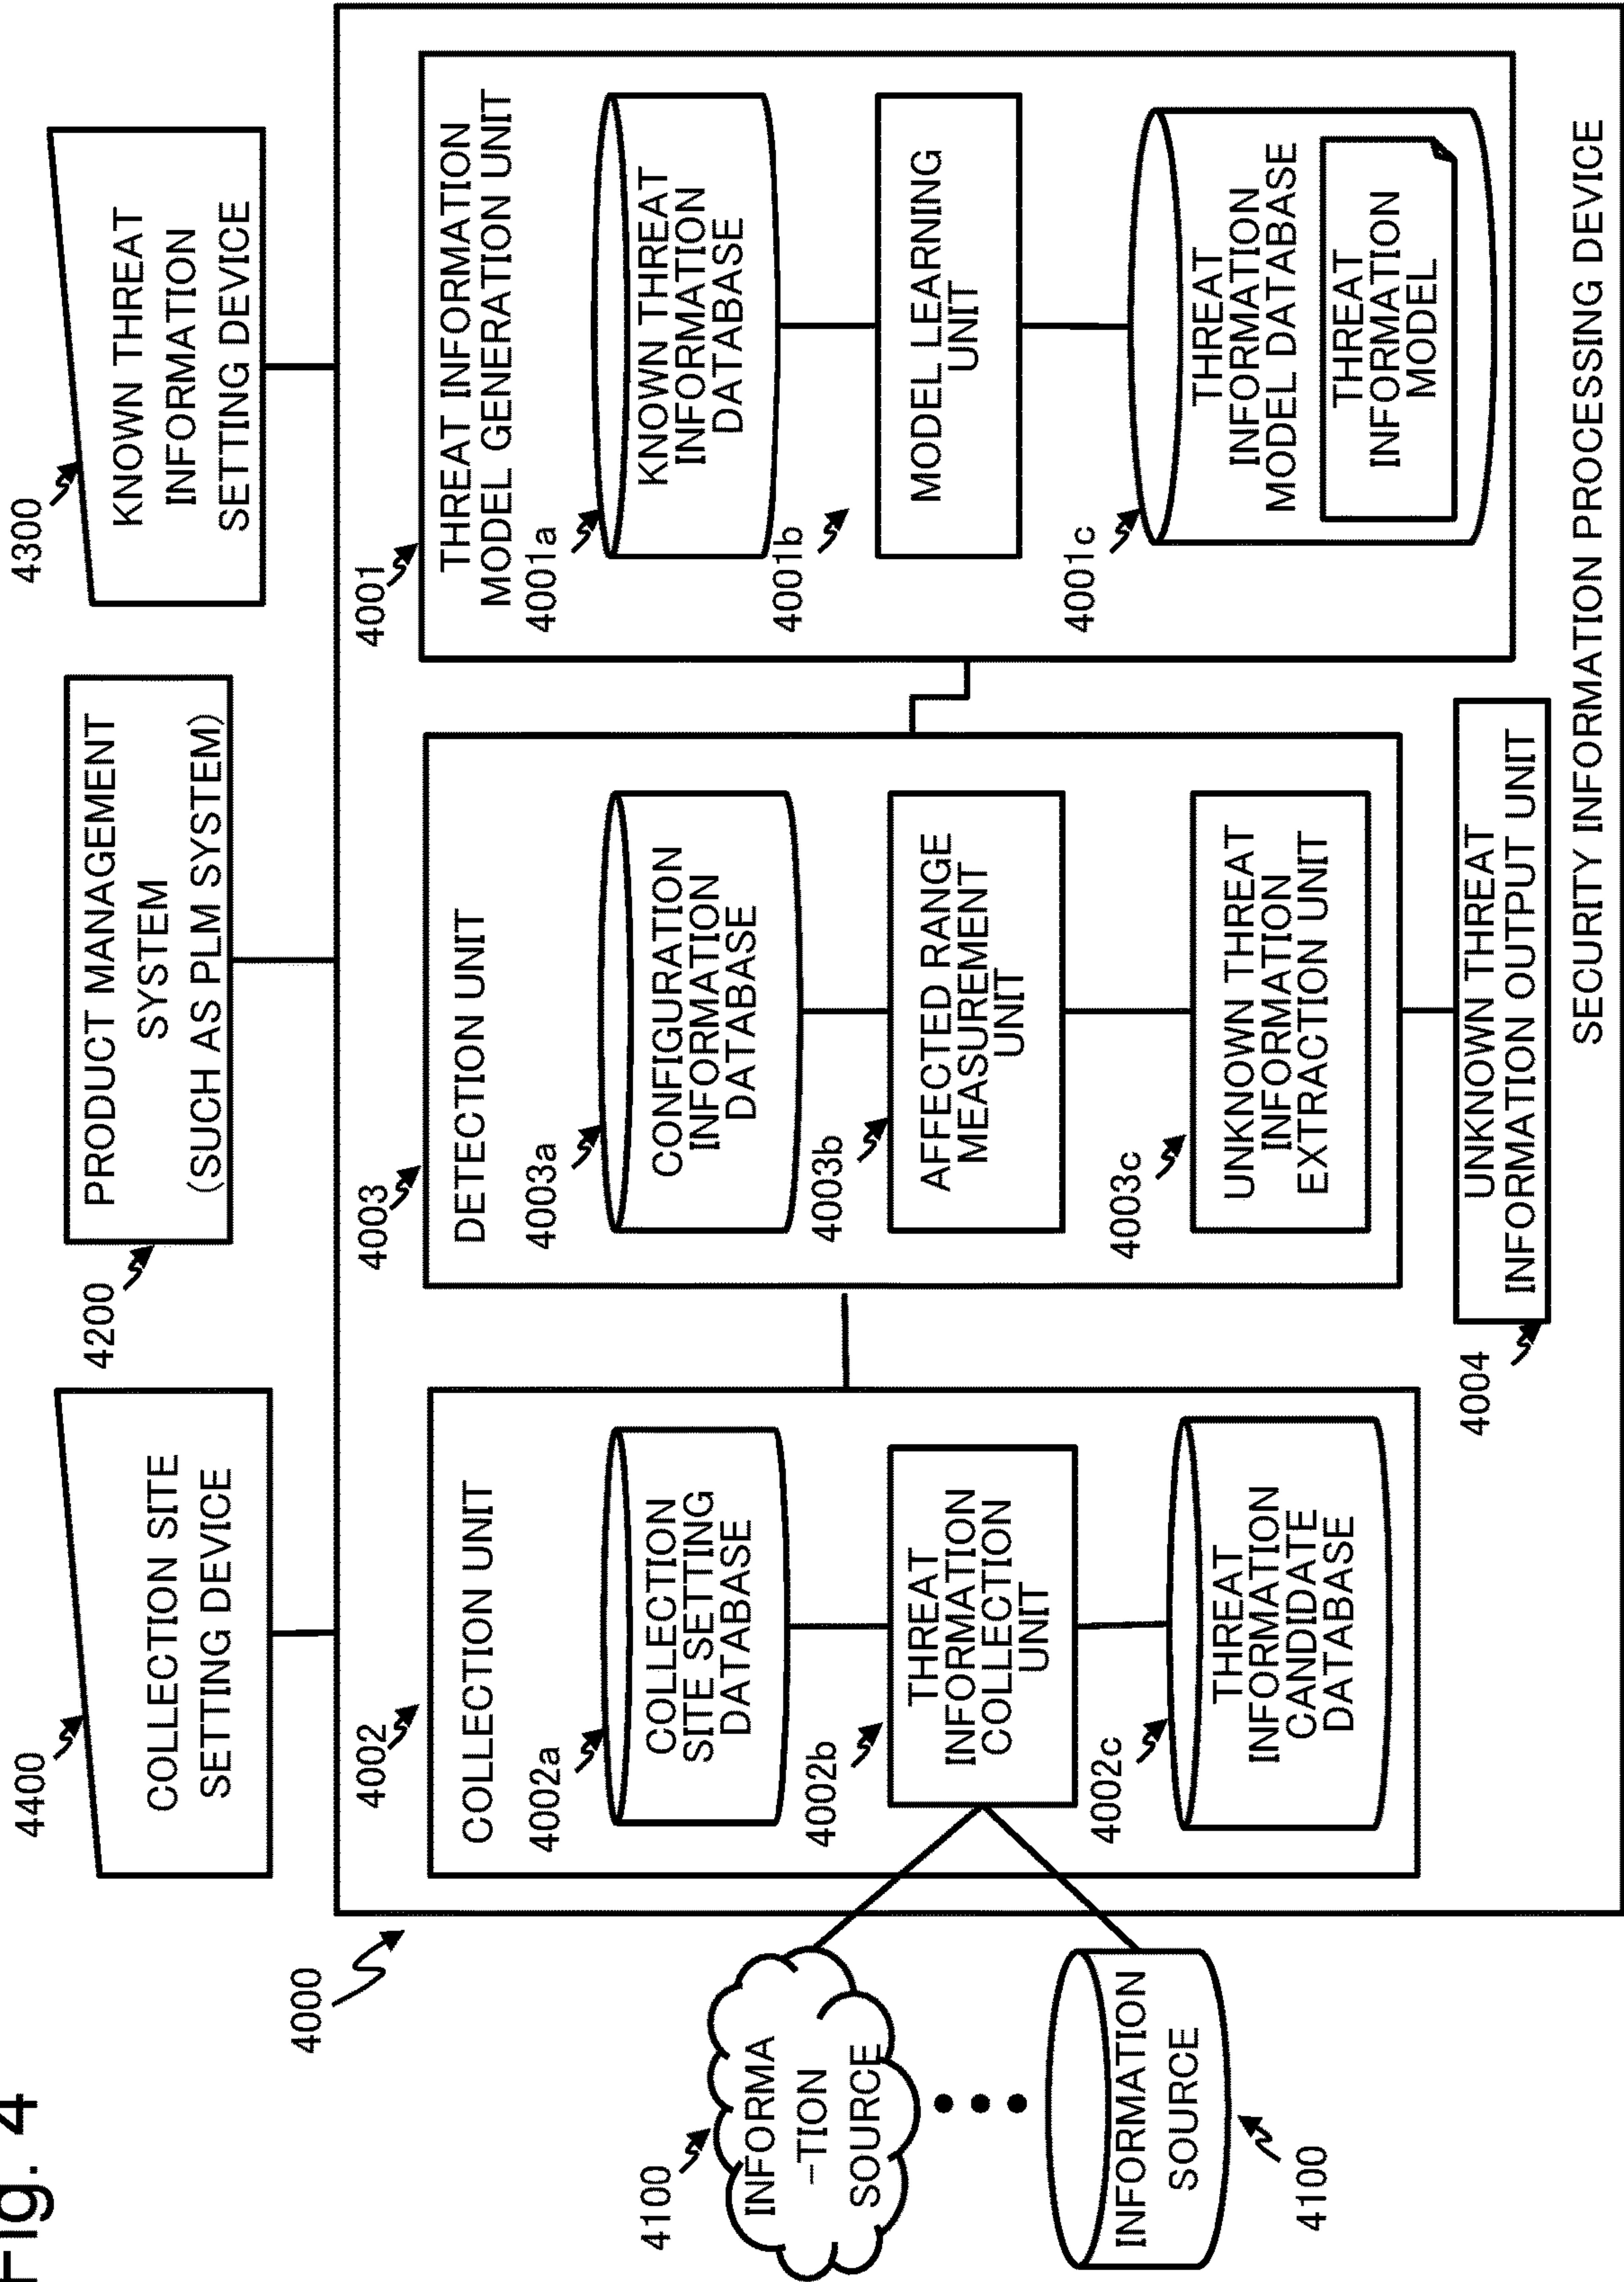 Fig. 4
4400
COLLECTION SITE
SETTING DEVICE
4200
PRODUCT MANAGEMENT
SYSTEM
(SUCH AS PLM SYSTEM)
4300
KNOWN THREAT
INFORMATION
SETTING DEVICE
4000
4100
INFORMA
-TION
SOURCE
INFORMATION
SOURCE
4100
4002
COLLECTION UNIT
4002a
COLLECTION
SITE SETTING
DATABASE
4002b
THREAT
INFORMATION
COLLECTION
UNIT
4002c
THREAT
INFORMATION
CANDIDATE
DATABASE
4003
DETECTION UNIT
4003a
CONFIGURATION
INFORMATION
DATABASE
4003b
AFFECTED RANGE
MEASUREMENT
UNIT
4003c
UNKNOWN THREAT
INFORMATION
EXTRACTION UNIT
4004
UNKNOWN THREAT
INFORMATION OUTPUT UNIT
4001
THREAT INFORMATION
MODEL GENERATION UNIT
4001a
KNOWN THREAT
INFORMATION
DATABASE
4001b
MODEL LEARNING
UNIT
4001c
THREAT
INFORMATION
MODEL DATABASE
THREAT
INFORMATION
MODEL
SECURITY INFORMATION PROCESSING DEVICE